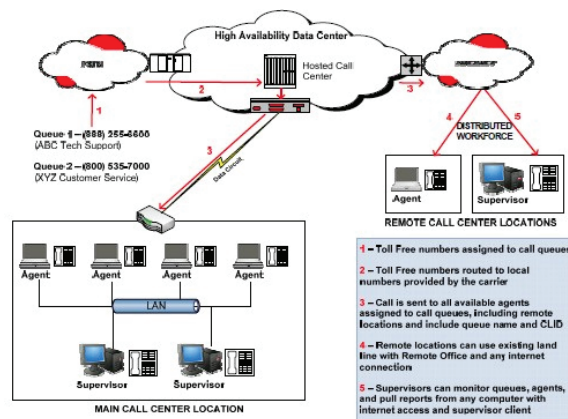 High Availability Data Center
PSTN
Hosted Call
Center
INTERNET
2
3
1
Queue 1 – (888) 255-6600
(ABC Tech Support)
Queue 2 – (800) 535-7000
(XYZ Customer Service)
3
Data Circuit
4
5
DISTRIBUTED
WORKFORCE
Agent
Supervisor
REMOTE CALL CENTER LOCATIONS
Agent
Agent
Agent
Agent
LAN
Supervisor
Supervisor
MAIN CALL CENTER LOCATION
1 – Toll Free numbers assigned to call queues
2 – Toll Free numbers routed to local
numbers provided by the carrier
3 – Call is sent to all available agents
assigned to call queues, including remote
locations and include queue name and CLID
4 – Remote locations can use existing land
line with Remote Office and any internet
connection
5 – Supervisors can monitor queues, agents,
and pull reports from any computer with
internet access and supervisor client